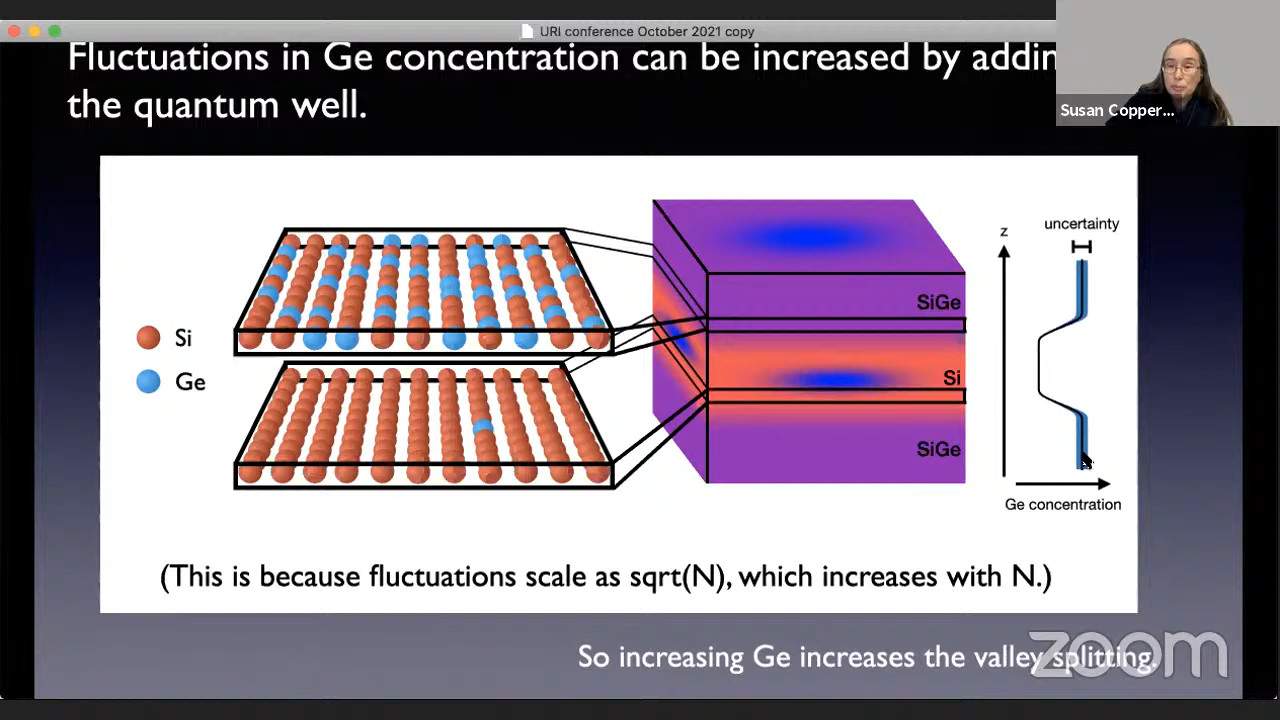 URI conference October 2021 copy
Fluctuations in Ge concentration can be increased by addin
the quantum well.
Susan Copper...
uncertainty
z
SiGe
Si
Si
Ge
SiGe
Ge concentration
(This is because fluctuations scale as sqrt(N), which increases with N.)
So increasing Ge increases the valley splitting.
zoom